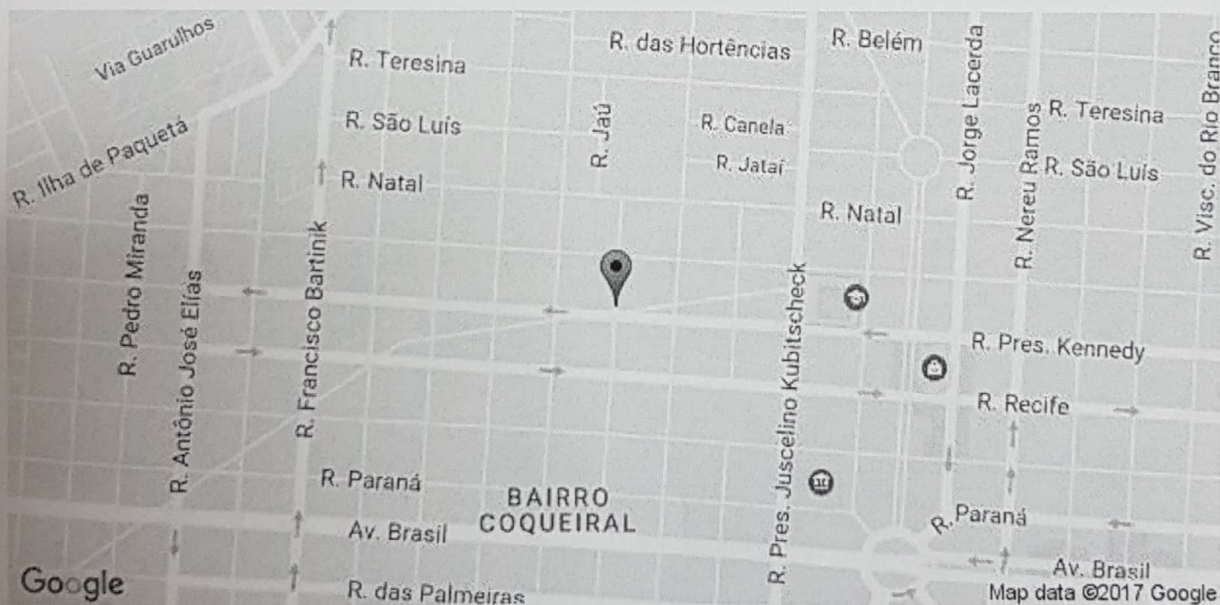 Via Guarulhos
R. Teresina
R. das Hortências
R. Belém
R. Jorge Lacerda
R. Visc. do Rio Branco
R. Ilha de Paquetá
R. São Luís
R. Jaú
R. Canela
R. Nereu Ramos
R. Teresina
R. Natal
R. Jataí
R. São Luís
R. Pedro Miranda
R. Natal
R. Antônio José Elías
R. Francisco Bartinik
R. Pres. Juscelino Kubitscheck
R. Pres. Kennedy
R. Recife
R. Paraná
BAIRRO
COQUEIRAL
R. Paraná
Av. Brasil
Av. Brasil
Google
R. das Palmeiras
Map data ©2017 Google